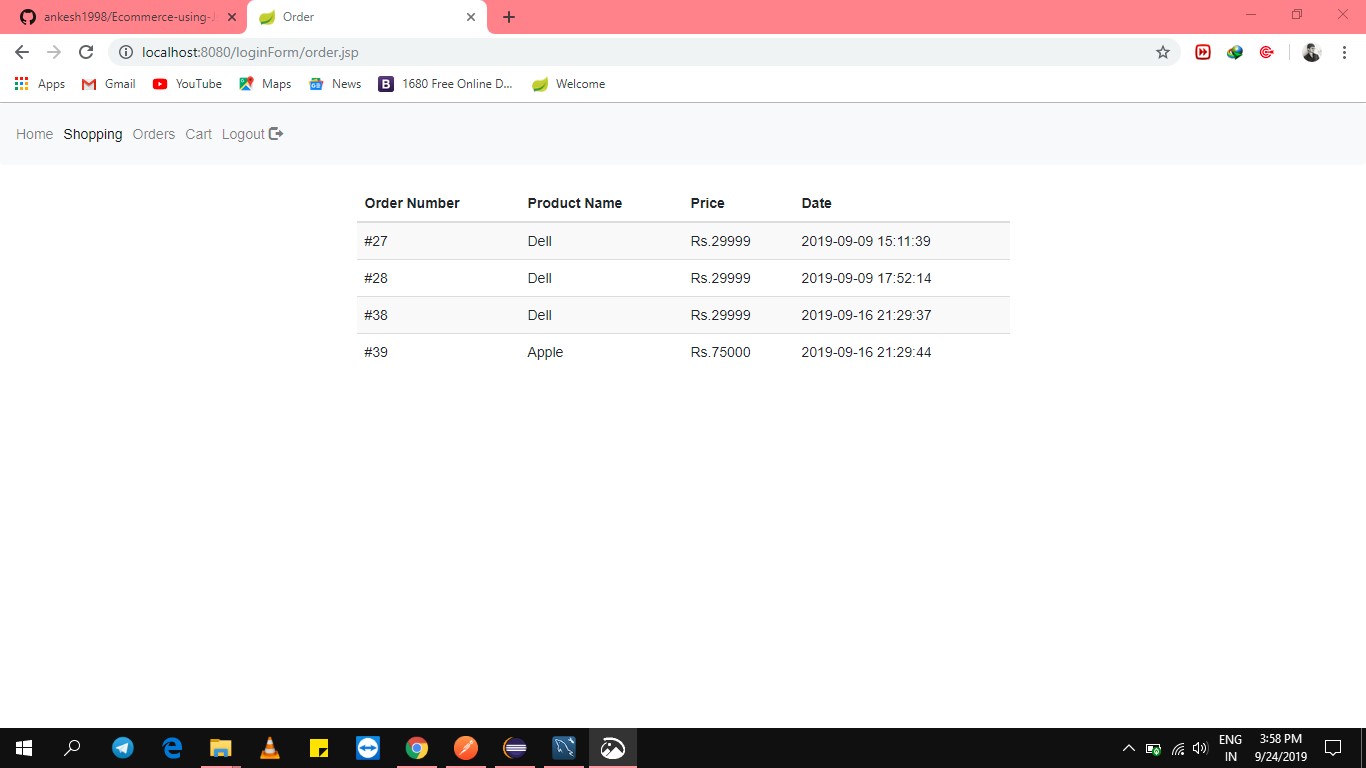 ankesh1998/Ecommerce-using-J
Order
localhost:8080/loginForm/order.jsp
Apps Gmail YouTube Maps News B 1680 Free Online D... Welcome
Home Shopping Orders Cart Logout
Order Number Product Name Price Date
#27 Dell Rs.29999 2019-09-09 15:11:39
#28 Dell Rs.29999 2019-09-09 17:52:14
#38 Dell Rs.29999 2019-09-16 21:29:37
#39 Apple Rs.75000 2019-09-16 21:29:44
ENG 3:58 PM
IN 9/24/2019